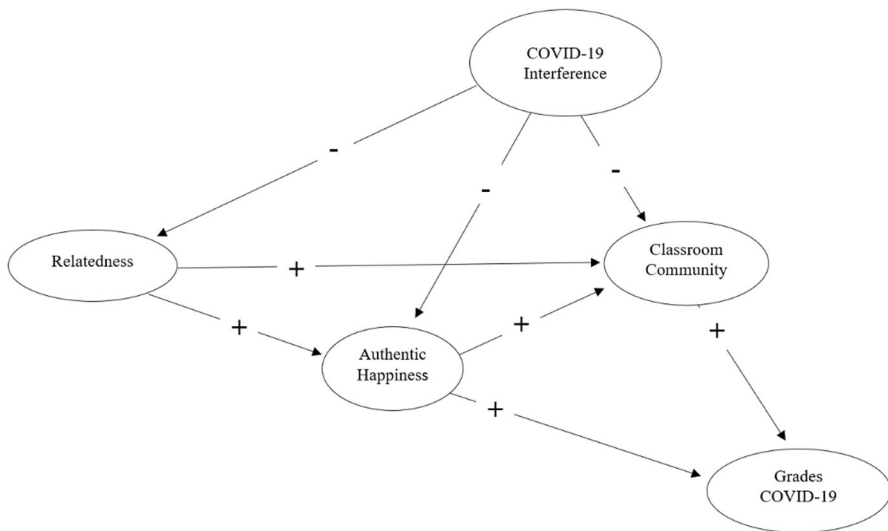 COVID-19
Interference
-
-
-
Relatedness
Classroom
Community
+
+
+
+
Authentic
Happiness
+
Grades
COVID-19